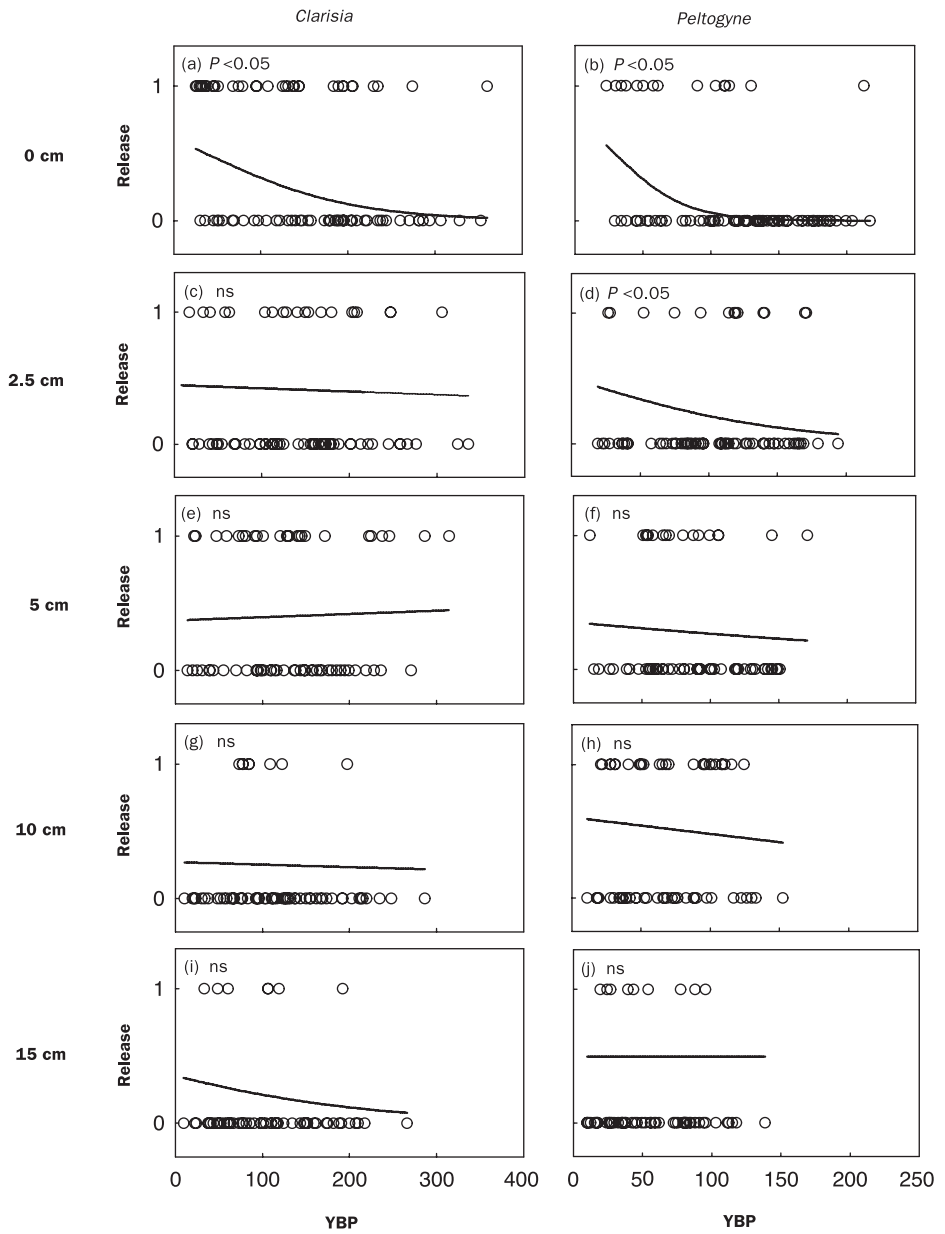 Clarisia
Peltogyne
0 cm
Release
1
0
(a) P <0.05
(b) P <0.05
2.5 cm
Release
1
0
(c) ns
(d) P <0.05
5 cm
Release
1
0
(e) ns
(f) ns
10 cm
Release
1
0
(g) ns
(h) ns
15 cm
Release
1
0
(i) ns
(j) ns
0 100 200 300 400
0 50 100 150 200 250
YBP
YBP